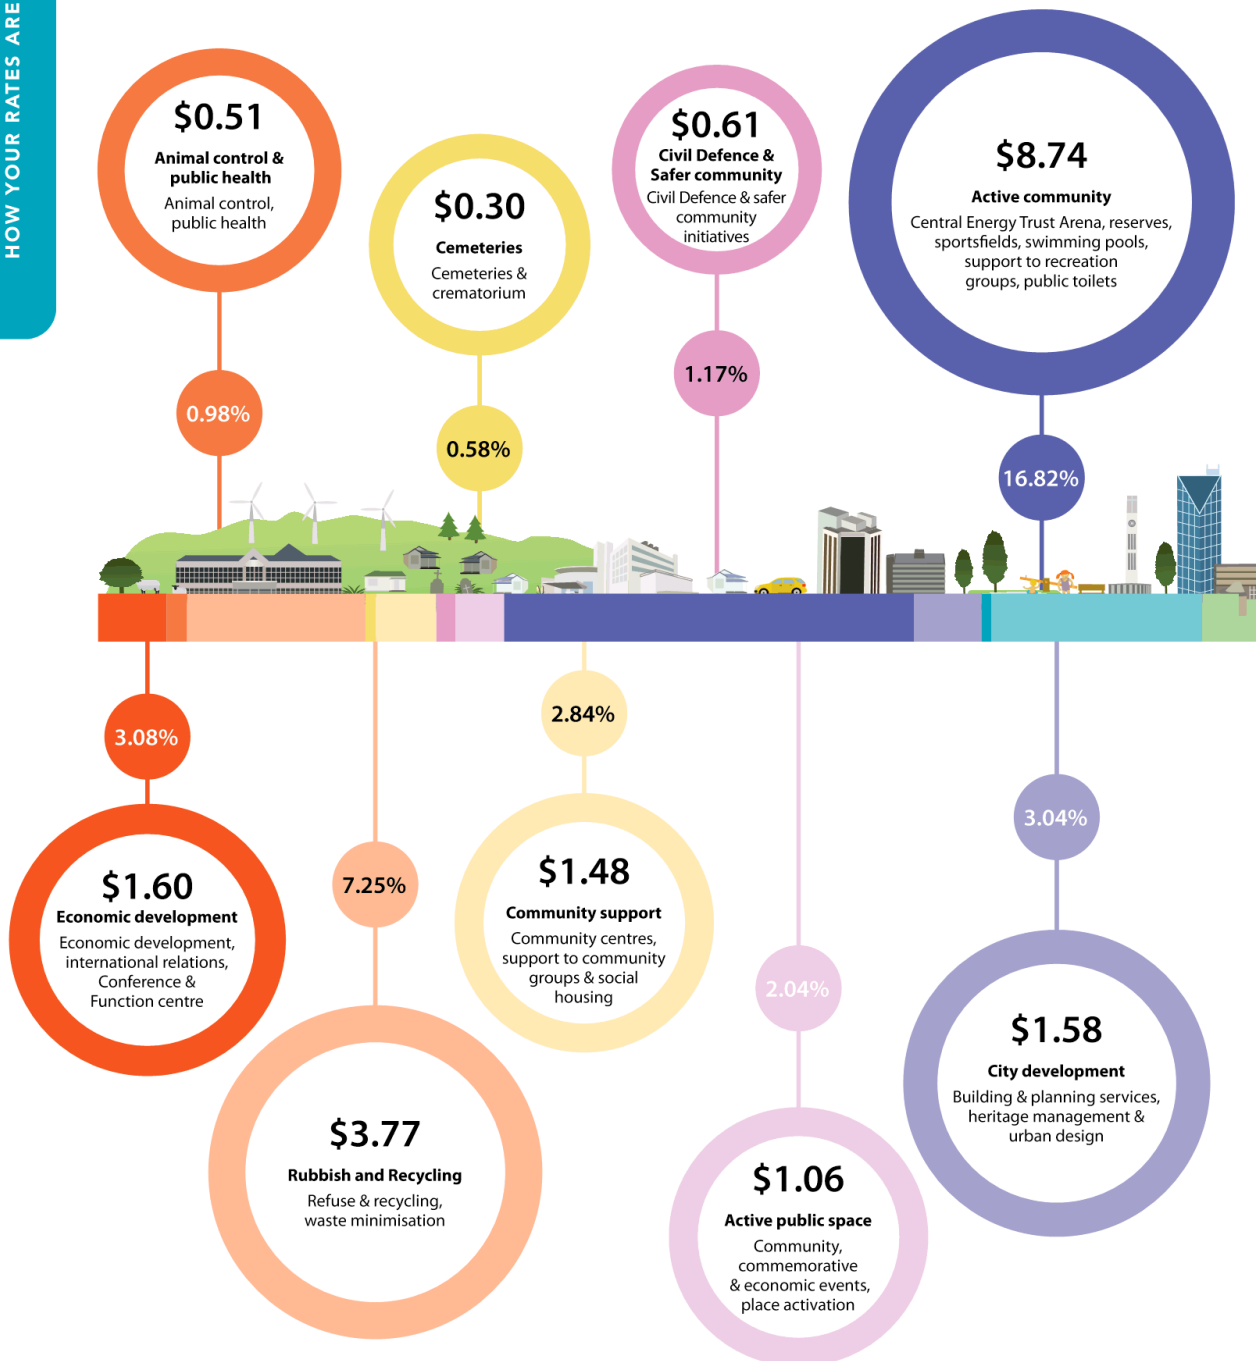 HOW YOUR RATES ARE
$0.51
Animal control &
public health
Animal control,
public health
0.98%
$0.30
Cemeteries
Cemeteries &
crematorium
0.58%
$0.61
Civil Defence &
Safer community
Civil Defence & safer
community
initiatives
1.17%
$8.74
Active community
Central Energy Trust Arena, reserves,
sportsfields, swimming pools,
support to recreation
groups, public toilets
16.82%
3.08%
$1.60
Economic development
Economic development,
international relations,
Conference &
Function centre
7.25%
$3.77
Rubbish and Recycling
Refuse & recycling,
waste minimisation
2.84%
$1.48
Community support
Community centres,
support to community
groups & social
housing
2.04%
$1.06
Active public space
Community,
commemorative
& economic events,
place activation
3.04%
$1.58
City development
Building & planning services,
heritage management &
urban design